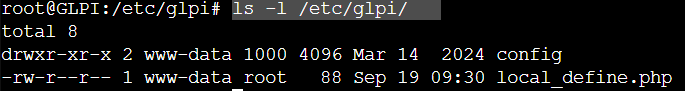 root@GLPI:/etc/glpi# ls -l /etc/glpi/
total 8
drwxr-xr-x 2 www-data 1000 4096 Mar 14  2024 config
-rw-r--r-- 1 www-data root   88 Sep 19 09:30 local_define.php